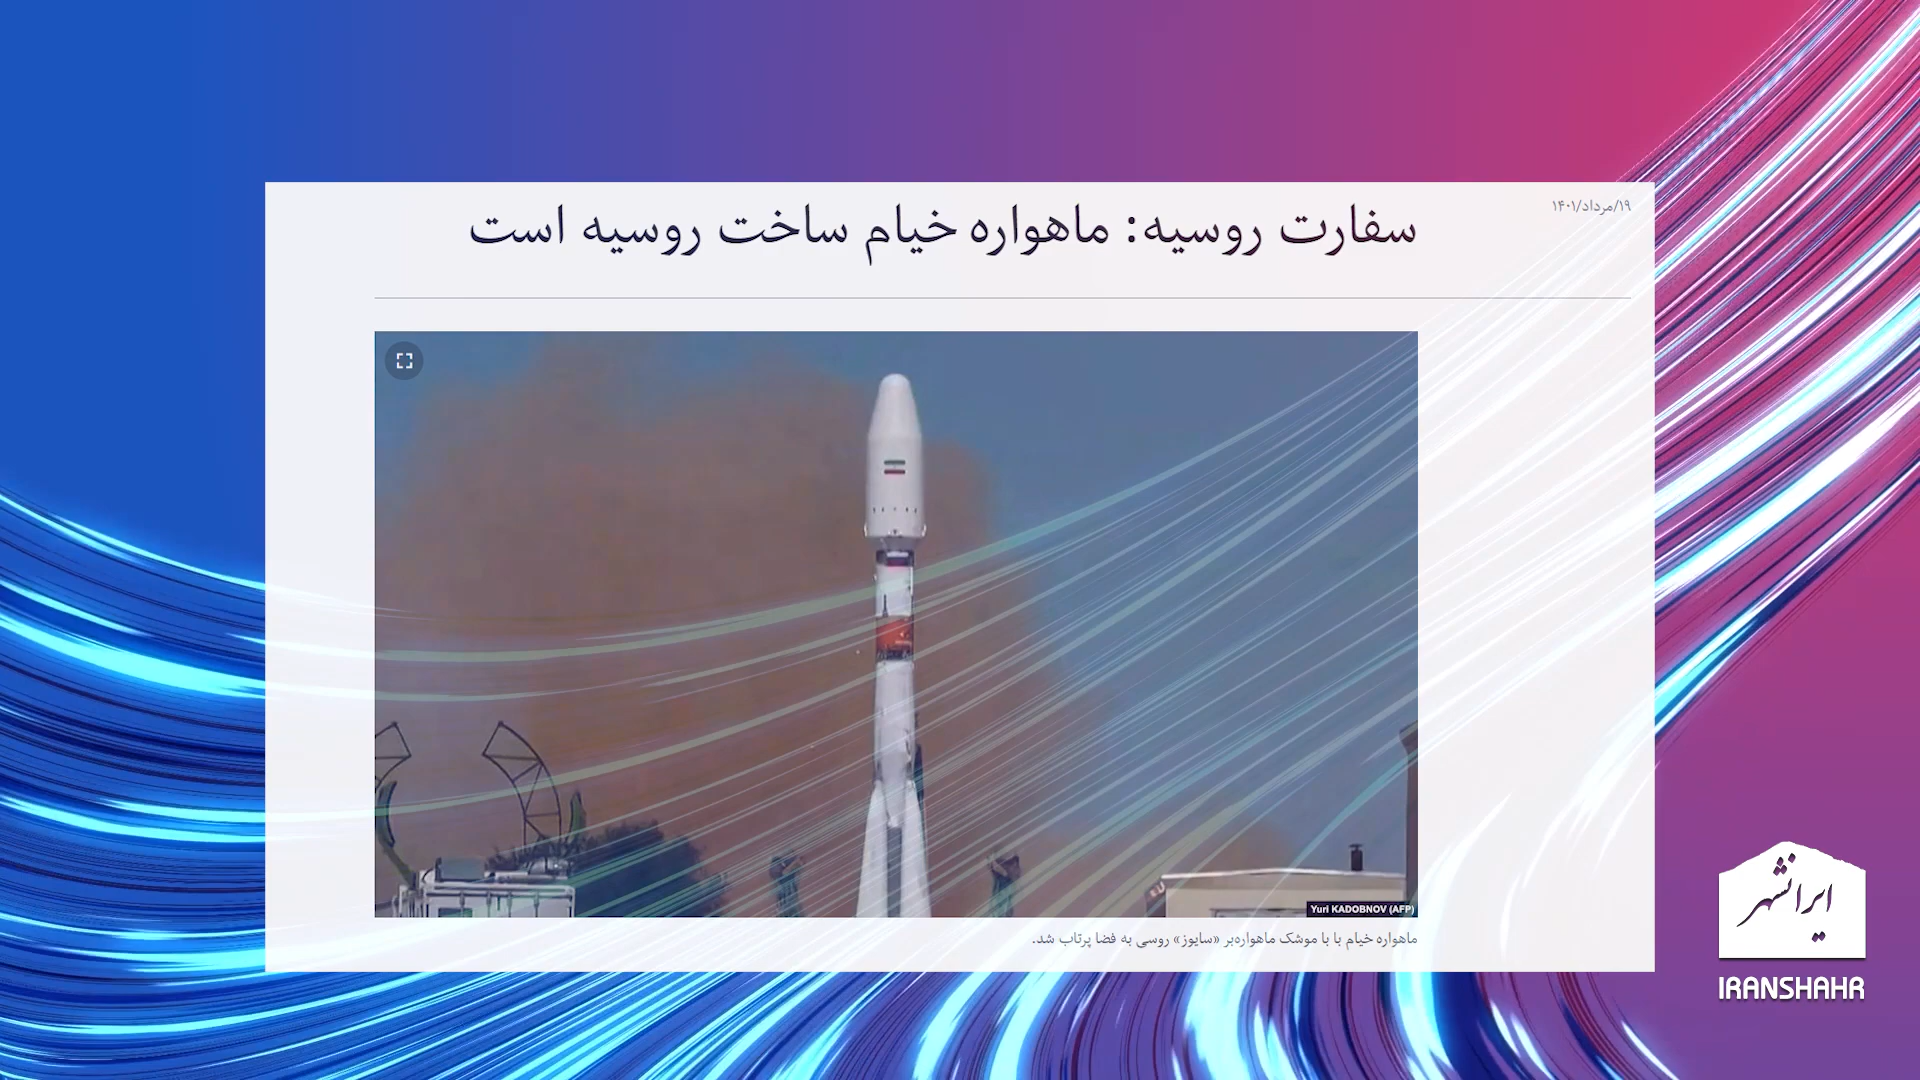 ۱۹/مرداد/۱۴۰۱
سفارت روسیه: ماهواره خیام ساخت روسیه است
Yuri KADOBNOV (AFP)
ماهواره خیام با با موشک ماهواره‌بر «سایوز» روسی به فضا پرتاب شد.
ایرانشهر
IRANSHAHR